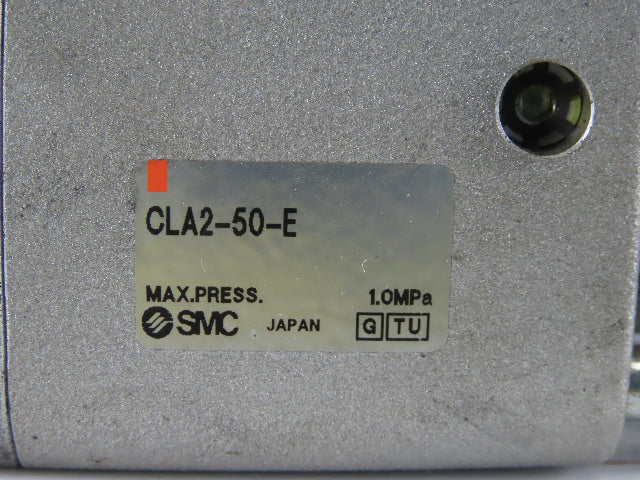 CLA2-50-E
MAX.PRESS. 1.0MPa
SMC JAPAN G TU